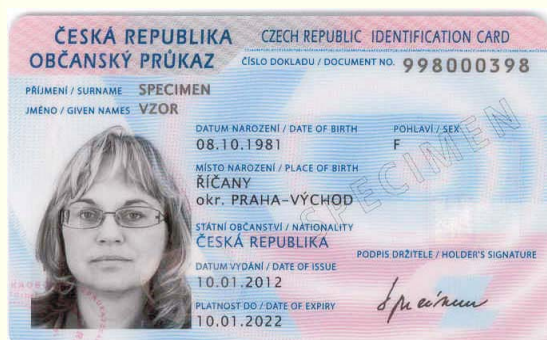 ČESKÁ REPUBLIKA CZECH REPUBLIC IDENTIFICATION CARD
OBČANSKÝ PRŮKAZ ČÍSLO DOKLADU / DOCUMENT NO. 998000398
PŘÍJMENÍ / SURNAME SPECIMEN
JMÉNO / GIVEN NAMES VZOR
DATUM NAROZENÍ / DATE OF BIRTH POHLAVÍ / SEX
08.10.1981 F
MÍSTO NAROZENÍ / PLACE OF BIRTH
ŘÍČANY
okr. PRAHA-VÝCHOD
SPECIMEN
STÁTNÍ OBČANSTVÍ / NATIONALITY
ČESKÁ REPUBLIKA
PODPIS DRŽITELE / HOLDER'S SIGNATURE
DATUM VYDÁNÍ / DATE OF ISSUE
10.01.2012
Specimen
PLATNOST DO / DATE OF EXPIRY
10.01.2022